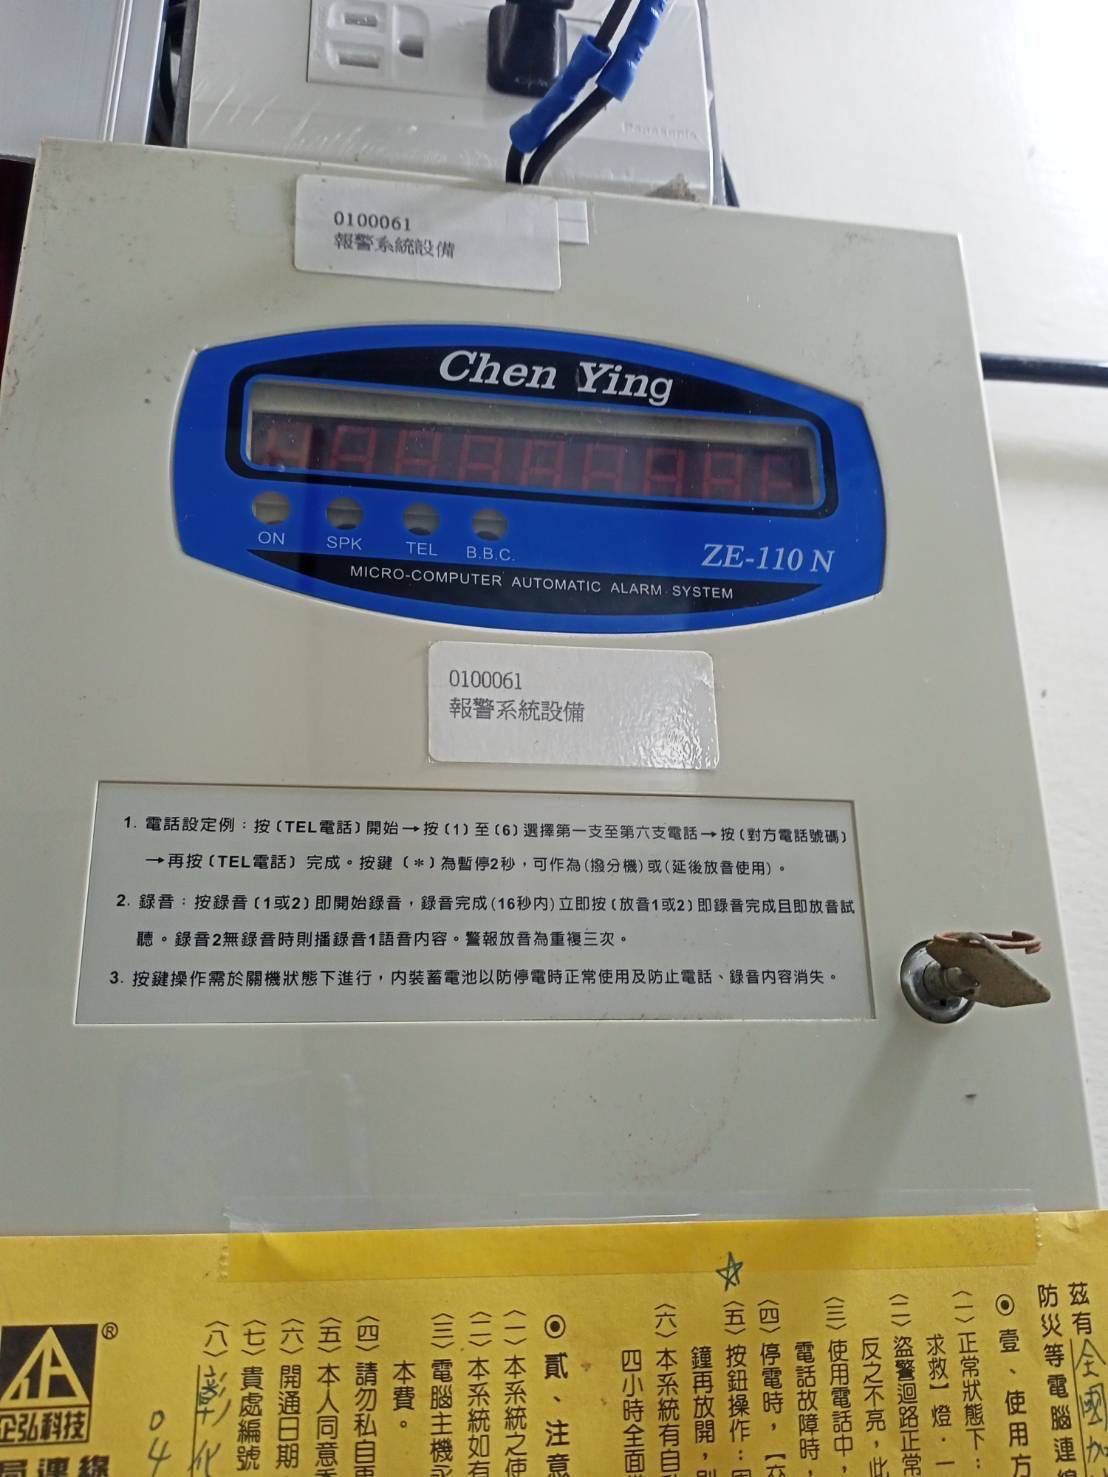 Panasonic
0100061
報警系統設備
Chen Ying
ON SPK TEL B.B.C.
ZE-110 N
MICRO-COMPUTER AUTOMATIC ALARM SYSTEM
0100061
報警系統設備
1. 電話設定例：按〔TEL電話〕開始→按〔1〕至〔6〕選擇第一支至第六支電話→按〔對方電話號碼〕
→再按〔TEL電話〕完成。按鍵〔＊〕為暫停2秒，可作為(撥分機)或(延後放音使用)。
2. 錄音：按錄音〔1或2〕即開始錄音，錄音完成(16秒內)立即按〔放音1或2〕即錄音完成且即放音試
聽。錄音2無錄音時則播錄音1語音內容。警報放音為重複三次。
3. 按鍵操作需於關機狀態下進行，內裝蓄電池以防停電時正常使用及防止電話、錄音內容消失。
茲有全國加
防災等電腦連
◉壹、使用方
〈一〉正常狀態下：
求救】燈．一
〈二〉盜警迴路正常
反之不亮，此
〈三〉使用電話中，
電話故障時，
〈四〉停電時，
☆
〈五〉按鈕操作：
鐘再放開，
〈六〉本系統有自
四小時全面
◉貳、注意
〈一〉本系統之使
〈二〉本系統如有
〈三〉電腦主機
本費。
〈四〉請勿私自
〈五〉本人同意
〈六〉開通日期
〈七〉貴處編號
〈八〉彰化
04
®
企弘科技